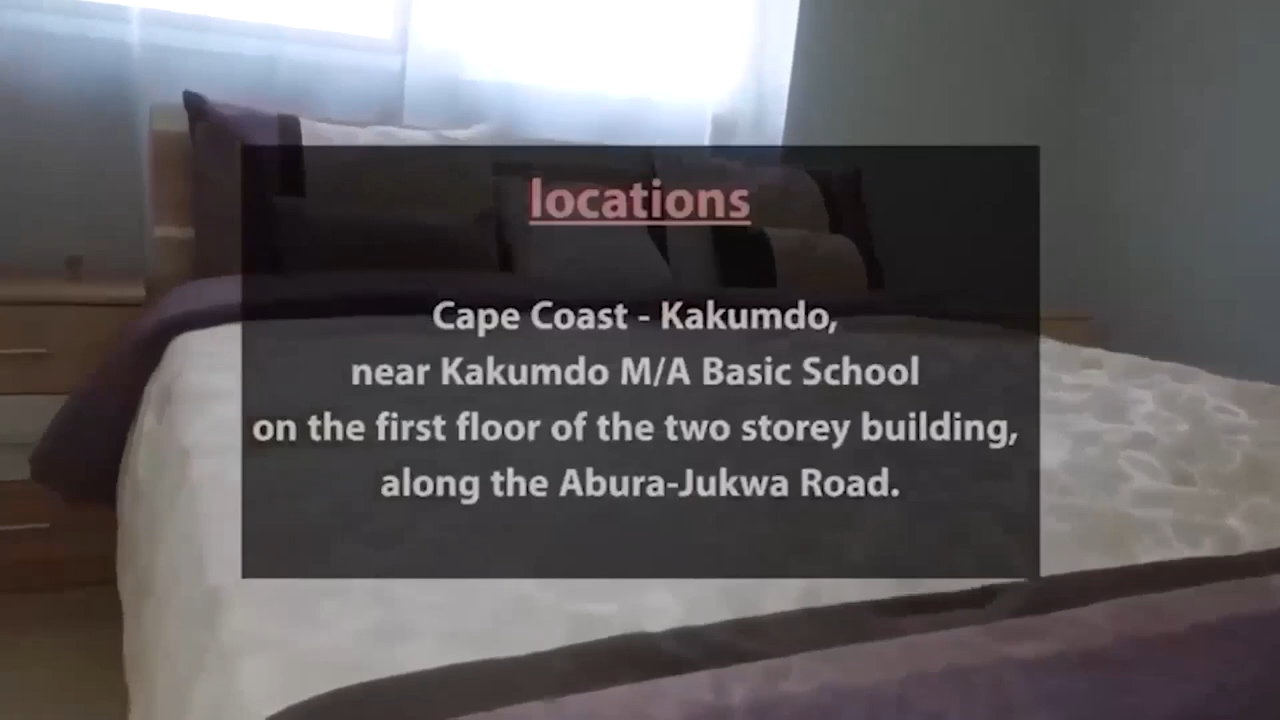 locations
Cape Coast - Kakumdo,
near Kakumdo M/A Basic School
on the first floor of the two storey building,
along the Abura-Jukwa Road.